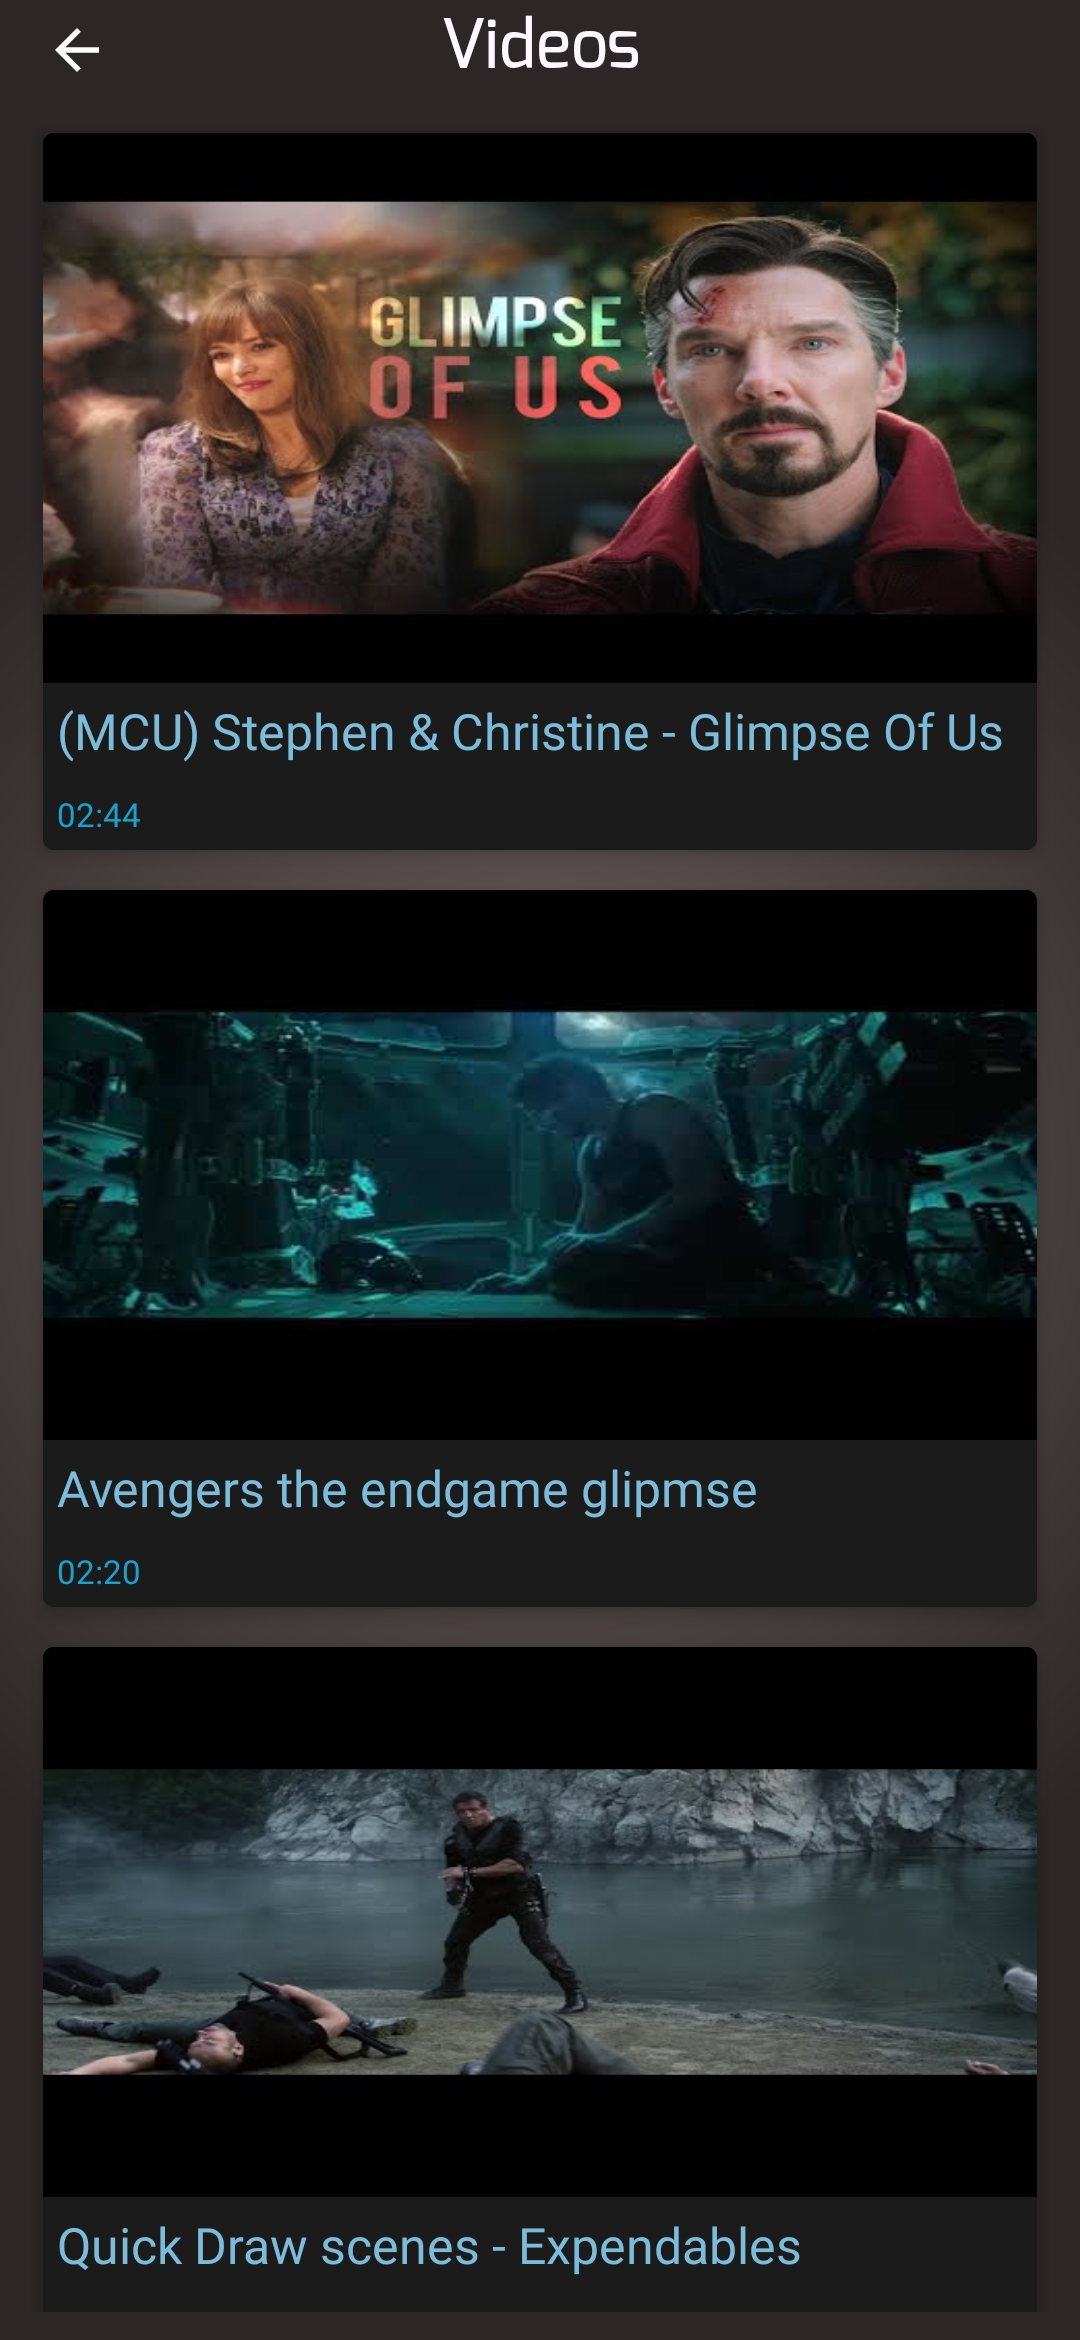 Videos
GLIMPSE
OF US
(MCU) Stephen & Christine - Glimpse Of Us
02:44
Avengers the endgame glipmse
02:20
Quick Draw scenes - Expendables